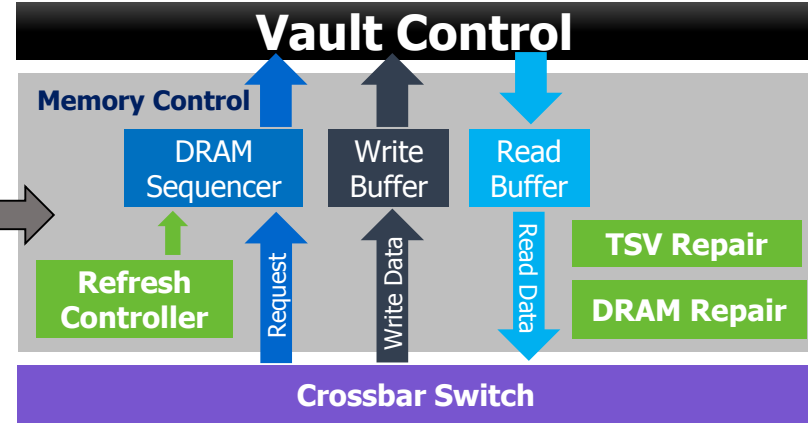 Vault Control
Memory Control
DRAM
Sequencer
Write
Buffer
Read
Buffer
Refresh
Controller
Request
Write Data
Read Data
TSV Repair
DRAM Repair
Crossbar Switch